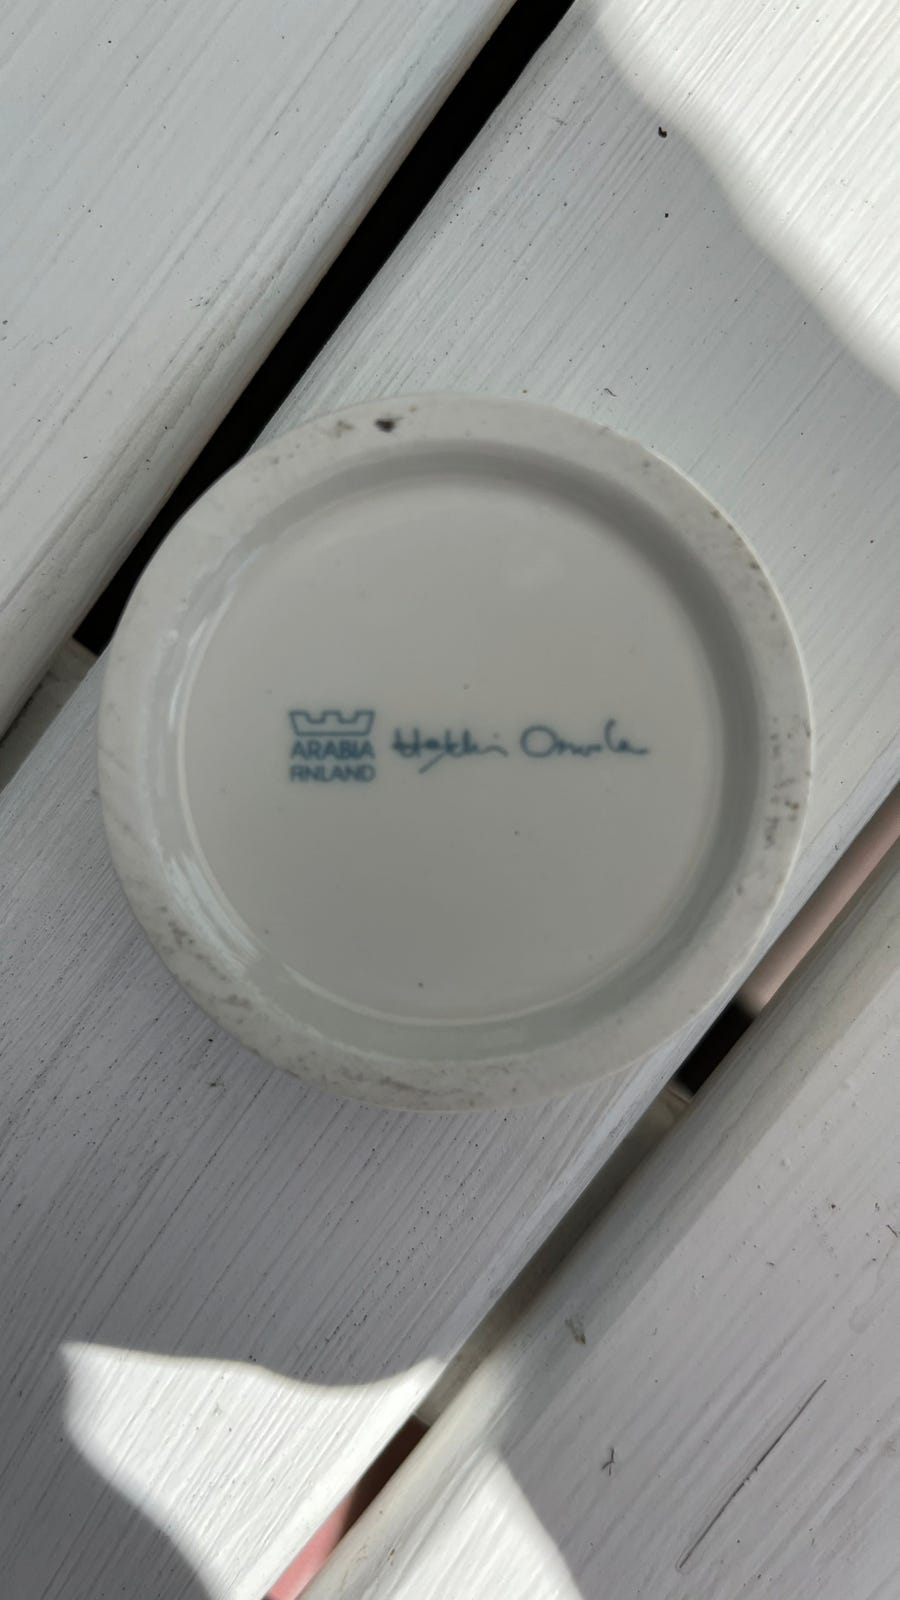 ARABIA
FINLAND
Heikki Orvola